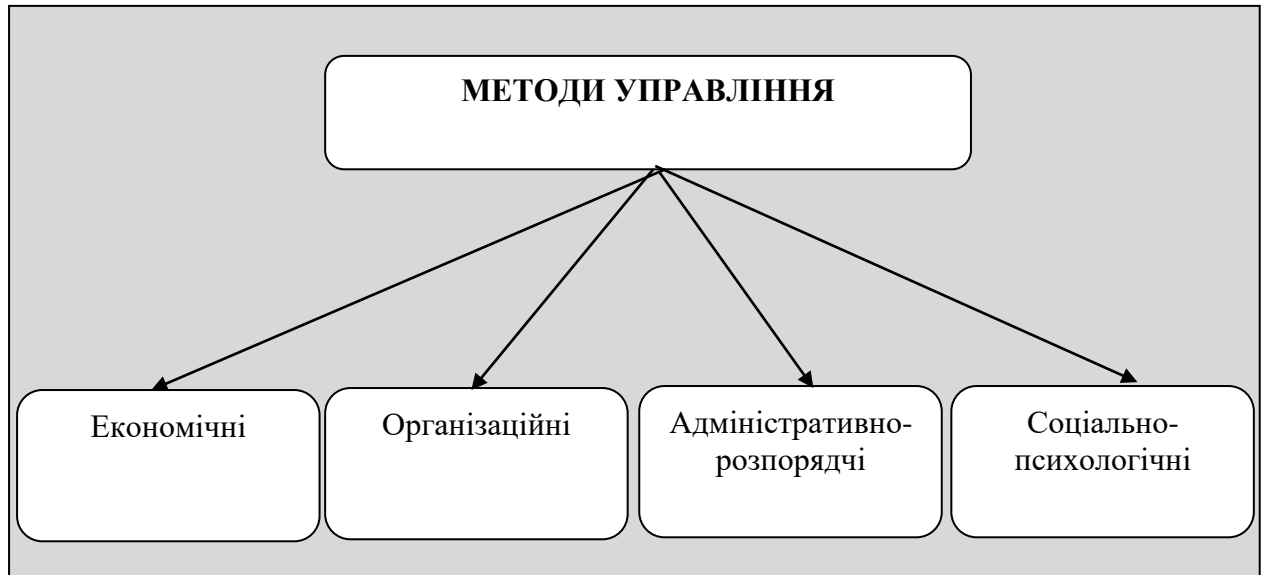 МЕТОДИ УПРАВЛІННЯ
Економічні
Організаційні
Адміністративно-
розпорядчі
Соціально-
психологічні